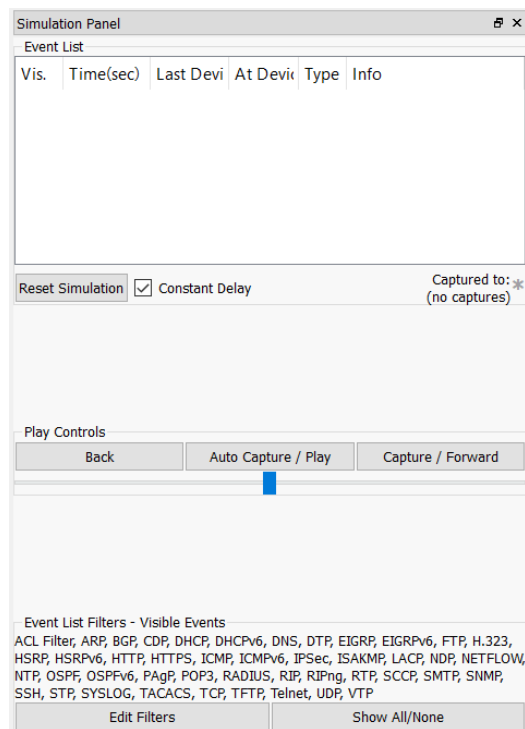 Simulation Panel
Event List
Vis. Time(sec) Last Devi At Devic Type Info
Reset Simulation Constant Delay Captured to:
(no captures)
Play Controls
Back Auto Capture / Play Capture / Forward
Event List Filters - Visible Events
ACL Filter, ARP, BGP, CDP, DHCP, DHCPv6, DNS, DTP, EIGRP, EIGRPv6, FTP, H.323,
HSRP, HSRPv6, HTTP, HTTPS, ICMP, ICMPv6, IPSec, ISAKMP, LACP, NDP, NETFLOW,
NTP, OSPF, OSPFv6, PAgP, POP3, RADIUS, RIP, RIPng, RTP, SCCP, SMTP, SNMP,
SSH, STP, SYSLOG, TACACS, TCP, TFTP, Telnet, UDP, VTP
Edit Filters Show All/None